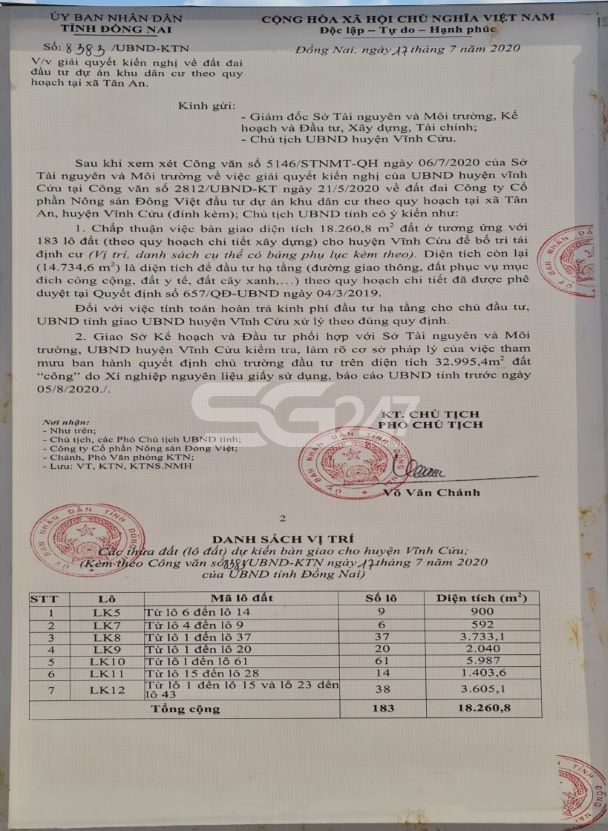 ỦY BAN NHÂN DÂN
TỈNH ĐỒNG NAI
CỘNG HÒA XÃ HỘI CHỦ NGHĨA VIỆT NAM
Độc lập – Tự do – Hạnh phúc
Số: 8383 /UBND-KTN
Đồng Nai, ngày 17 tháng 7 năm 2020
V/v giải quyết kiến nghị về đất đai
đầu tư dự án khu dân cư theo quy
hoạch tại xã Tân An.
Kính gửi:
- Giám đốc Sở Tài nguyên và Môi trường, Kế
hoạch và Đầu tư, Xây dựng, Tài chính;
- Chủ tịch UBND huyện Vĩnh Cửu.
Sau khi xem xét Công văn số 5146/STNMT-QH ngày 06/7/2020 của Sở
Tài nguyên và Môi trường về việc giải quyết kiến nghị của UBND huyện vĩnh
Cửu tại Công văn số 2812/UBND-KT ngày 21/5/2020 về đất đai Công ty Cổ
phần Nông sản Đông Việt đầu tư dự án khu dân cư theo quy hoạch tại xã Tân
An, huyện Vĩnh Cửu (đính kèm); Chủ tịch UBND tỉnh có ý kiến như:
1. Chấp thuận việc bàn giao diện tích 18.260,8 m² đất ở tương ứng với
183 lô đất (theo quy hoạch chi tiết xây dựng) cho huyện Vĩnh Cửu để bố trí tái
định cư (Vị trí, danh sách cụ thể có bảng phụ lục kèm theo). Diện tích còn lại
(14.734,6 m²) là diện tích để đầu tư hạ tầng (đường giao thông, đất phục vụ mục
đích công cộng, đất y tế, đất cây xanh,...) theo quy hoạch chi tiết đã được phê
duyệt tại Quyết định số 657/QĐ-UBND ngày 04/3/2019.
Đối với việc tính toán hoàn trả kinh phí đầu tư hạ tầng cho chủ đầu tư,
UBND tỉnh giao UBND huyện Vĩnh Cửu xử lý theo đúng quy định.
2. Giao Sở Kế hoạch và Đầu tư phối hợp với Sở Tài nguyên và Môi
trường, UBND huyện Vĩnh Cửu kiểm tra, làm rõ cơ sở pháp lý của việc tham
mưu ban hành quyết định chủ trương đầu tư trên diện tích 32.995,4m² đất
“công” do Xí nghiệp nguyên liệu giấy sử dụng, báo cáo UBND tỉnh trước ngày
05/8/2020./.
Nơi nhận:
- Như trên;
- Chủ tịch, các Phó Chủ tịch UBND tỉnh;
- Công ty Cổ phần Nông sản Đông Việt;
- Chánh, Phó Văn phòng KTN;
- Lưu: VT, KTN, KTNS.NMH
KT. CHỦ TỊCH
PHÓ CHỦ TỊCH
Võ Văn Chánh
SG247
2
DANH SÁCH VỊ TRÍ
Các thửa đất (lô đất) dự kiến bàn giao cho huyện Vĩnh Cửu;
(Kèm theo Công văn số 8383/UBND-KTN ngày 17 tháng 7 năm 2020
của UBND tỉnh Đồng Nai)
STT Lô Mã lô đất Số lô Diện tích (m²)
1 LK5 Từ lô 6 đến lô 14 9 900
2 LK7 Từ lô 4 đến lô 9 6 592
3 LK8 Từ lô 1 đến lô 37 37 3.733,1
4 LK9 Từ lô 1 đến lô 20 20 2.040
5 LK10 Từ lô 1 đến lô 61 61 5.987
6 LK11 Từ lô 15 đến lô 28 14 1.403,6
7 LK12 Từ lô 1 đến lô 15 và lô 23 đến
lô 43 38 3.605,1
Tổng cộng 183 18.260,8